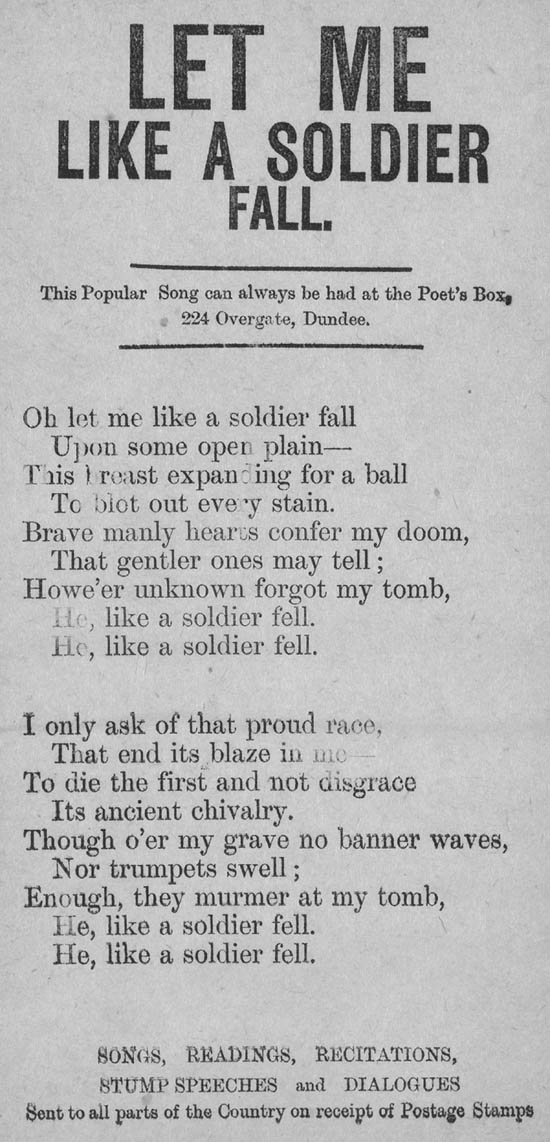 LET ME
LIKE A SOLDIER
FALL.
This Popular Song can always be had at the Poet's Box,
224 Overgate, Dundee.
Oh let me like a soldier fall
Upon some open plain—
This breast expanding for a ball
To blot out every stain.
Brave manly hearts confer my doom,
That gentler ones may tell;
Howe'er unknown forgot my tomb,
He, like a soldier fell.
He, like a soldier fell.
I only ask of that proud race,
That end its blaze in me—
To die the first and not disgrace
Its ancient chivalry.
Though o'er my grave no banner waves,
Nor trumpets swell;
Enough, they murmer at my tomb,
He, like a soldier fell.
He, like a soldier fell.
SONGS, READINGS, RECITATIONS,
STUMP SPEECHES and DIALOGUES
Sent to all parts of the Country on receipt of Postage Stamps